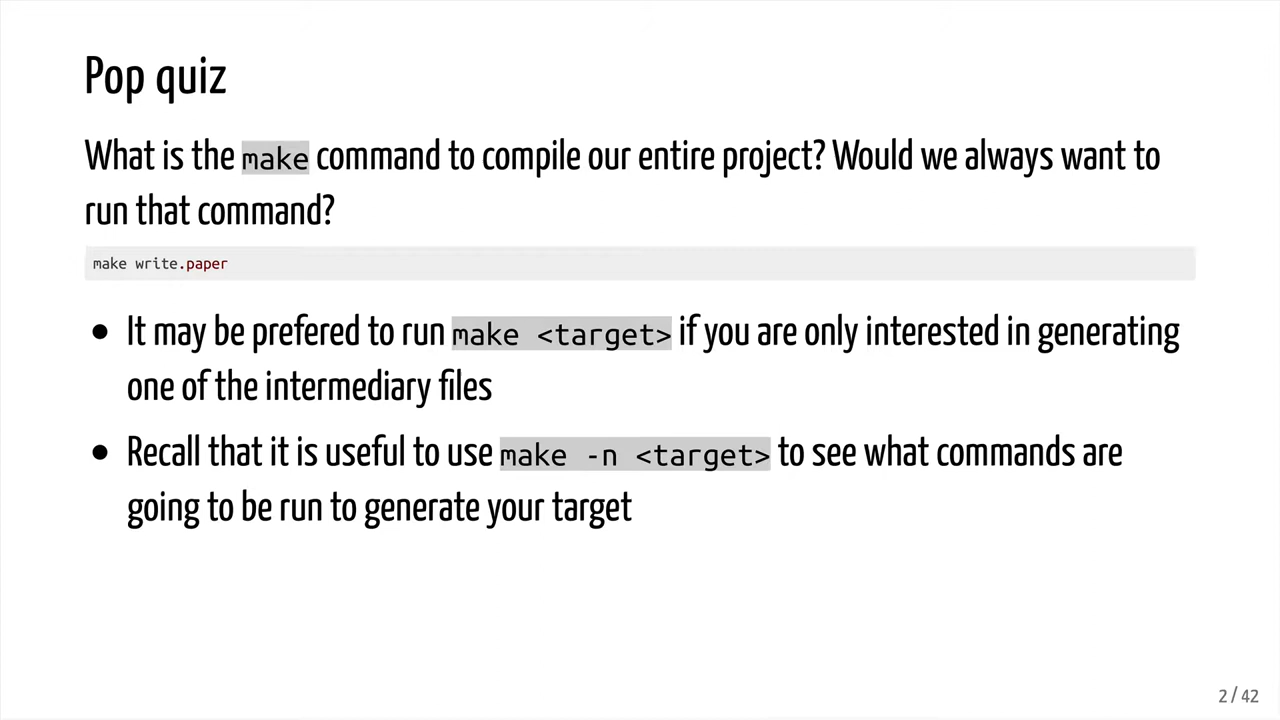 Pop quiz
What is the make command to compile our entire project? Would we always want to
run that command?
make write.paper
• It may be prefered to run make <target> if you are only interested in generating
one of the intermediary files
• Recall that it is useful to use make -n <target> to see what commands are
going to be run to generate your target
2 / 42